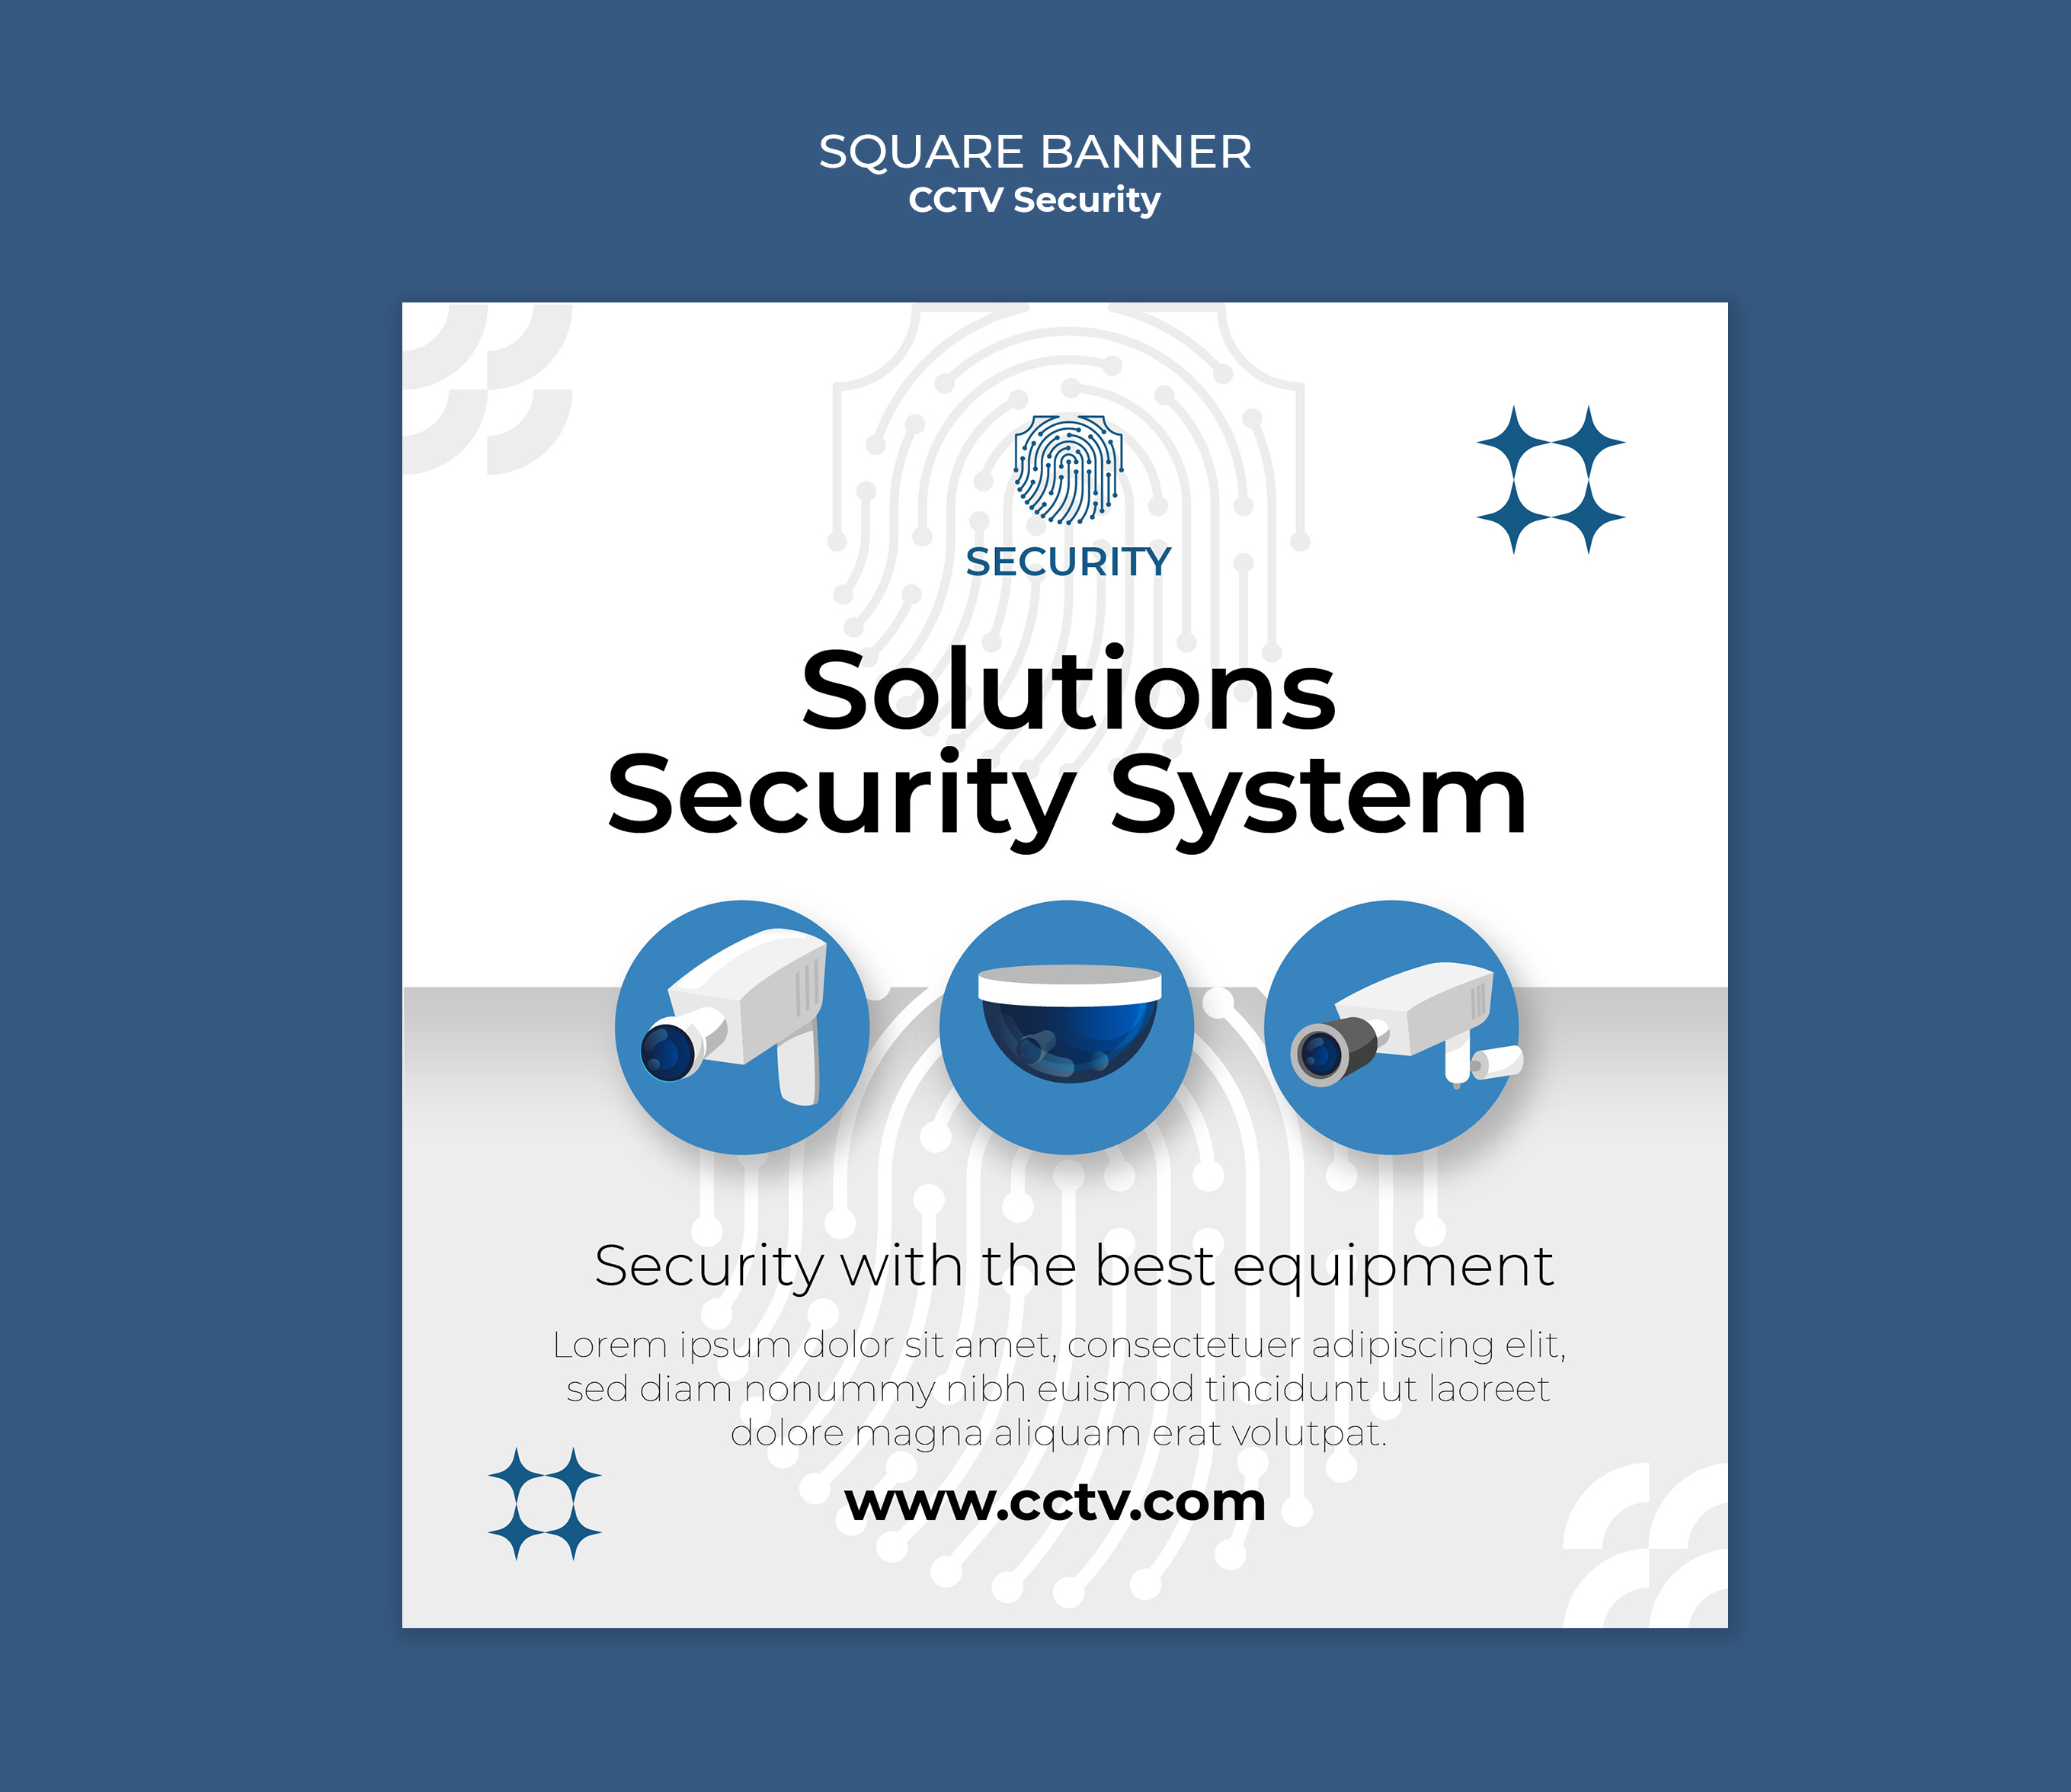 SQUARE BANNER
CCTV Security
SECURITY
Solutions
Security System
Security with the best equipment
Lorem ipsum dolor sit amet, consectetuer adipiscing elit,
sed diam nonummy nibh euismod tincidunt ut laoreet
dolore magna aliquam erat volutpat.
www.cctv.com